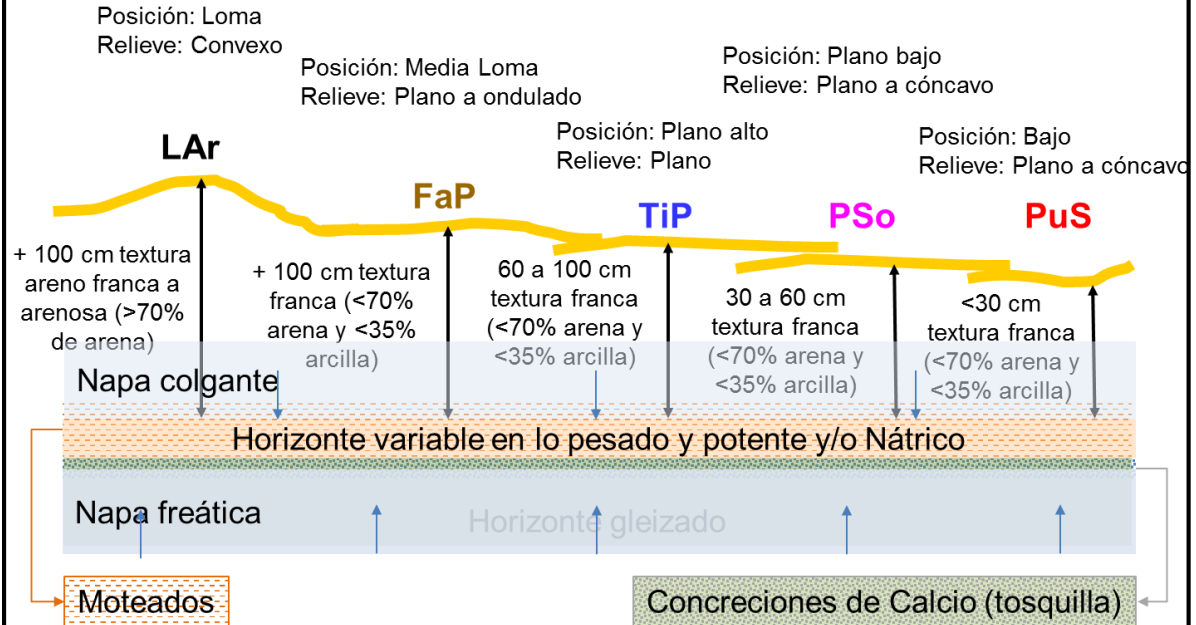 Posición: Loma
Relieve: Convexo
Posición: Media Loma
Relieve: Plano a ondulado
Posición: Plano bajo
Relieve: Plano a cóncavo
Posición: Plano alto
Relieve: Plano
Posición: Bajo
Relieve: Plano a cóncavo
LAr
FaP
TiP
PSo
PuS
+ 100 cm textura
areno franca a
arenosa (>70%
de arena)
+ 100 cm textura
franca (<70%
arena y <35%
arcilla)
60 a 100 cm
textura franca
(<70% arena y
<35% arcilla)
30 a 60 cm
textura franca
(<70% arena y
<35% arcilla)
<30 cm
textura franca
(<70% arena y
<35% arcilla)
Napa colgante
Horizonte variable en lo pesado y potente y/o Nátrico
Napa freática
Horizonte gleizado
Moteados
Concreciones de Calcio (tosquilla)